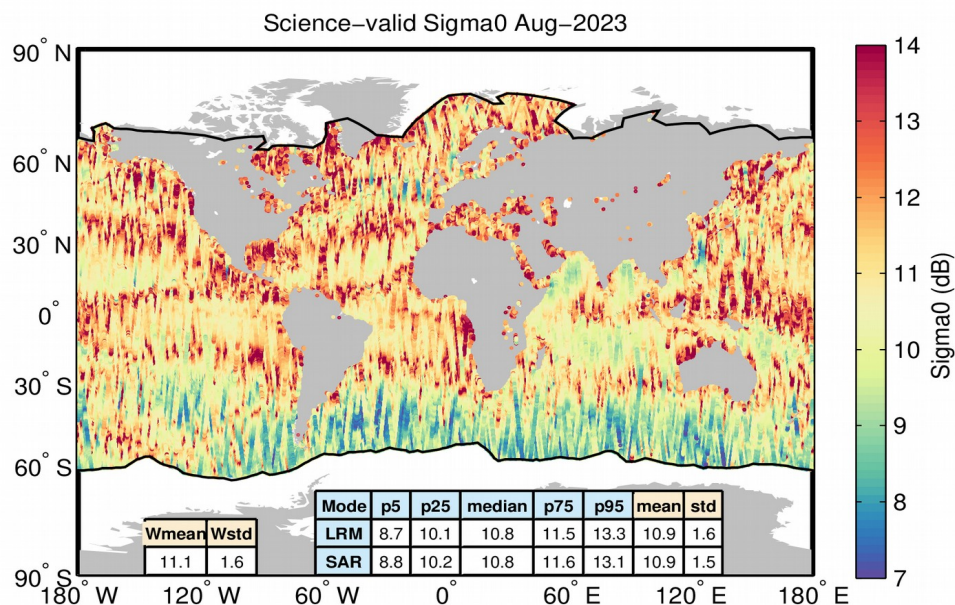 Science−valid Sigma0 Aug−2023
90° N
60° N
30° N
0°
30° S
60° S
90° S
180° W
120° W
60° W
0°
60° E
120° E
180° E
14
13
12
11
10
9
8
7
Sigma0 (dB)
Wmean Wstd
11.1 1.6
Mode p5 p25 median p75 p95 mean std
LRM 8.7 10.1 10.8 11.5 13.3 10.9 1.6
SAR 8.8 10.2 10.8 11.6 13.1 10.9 1.5